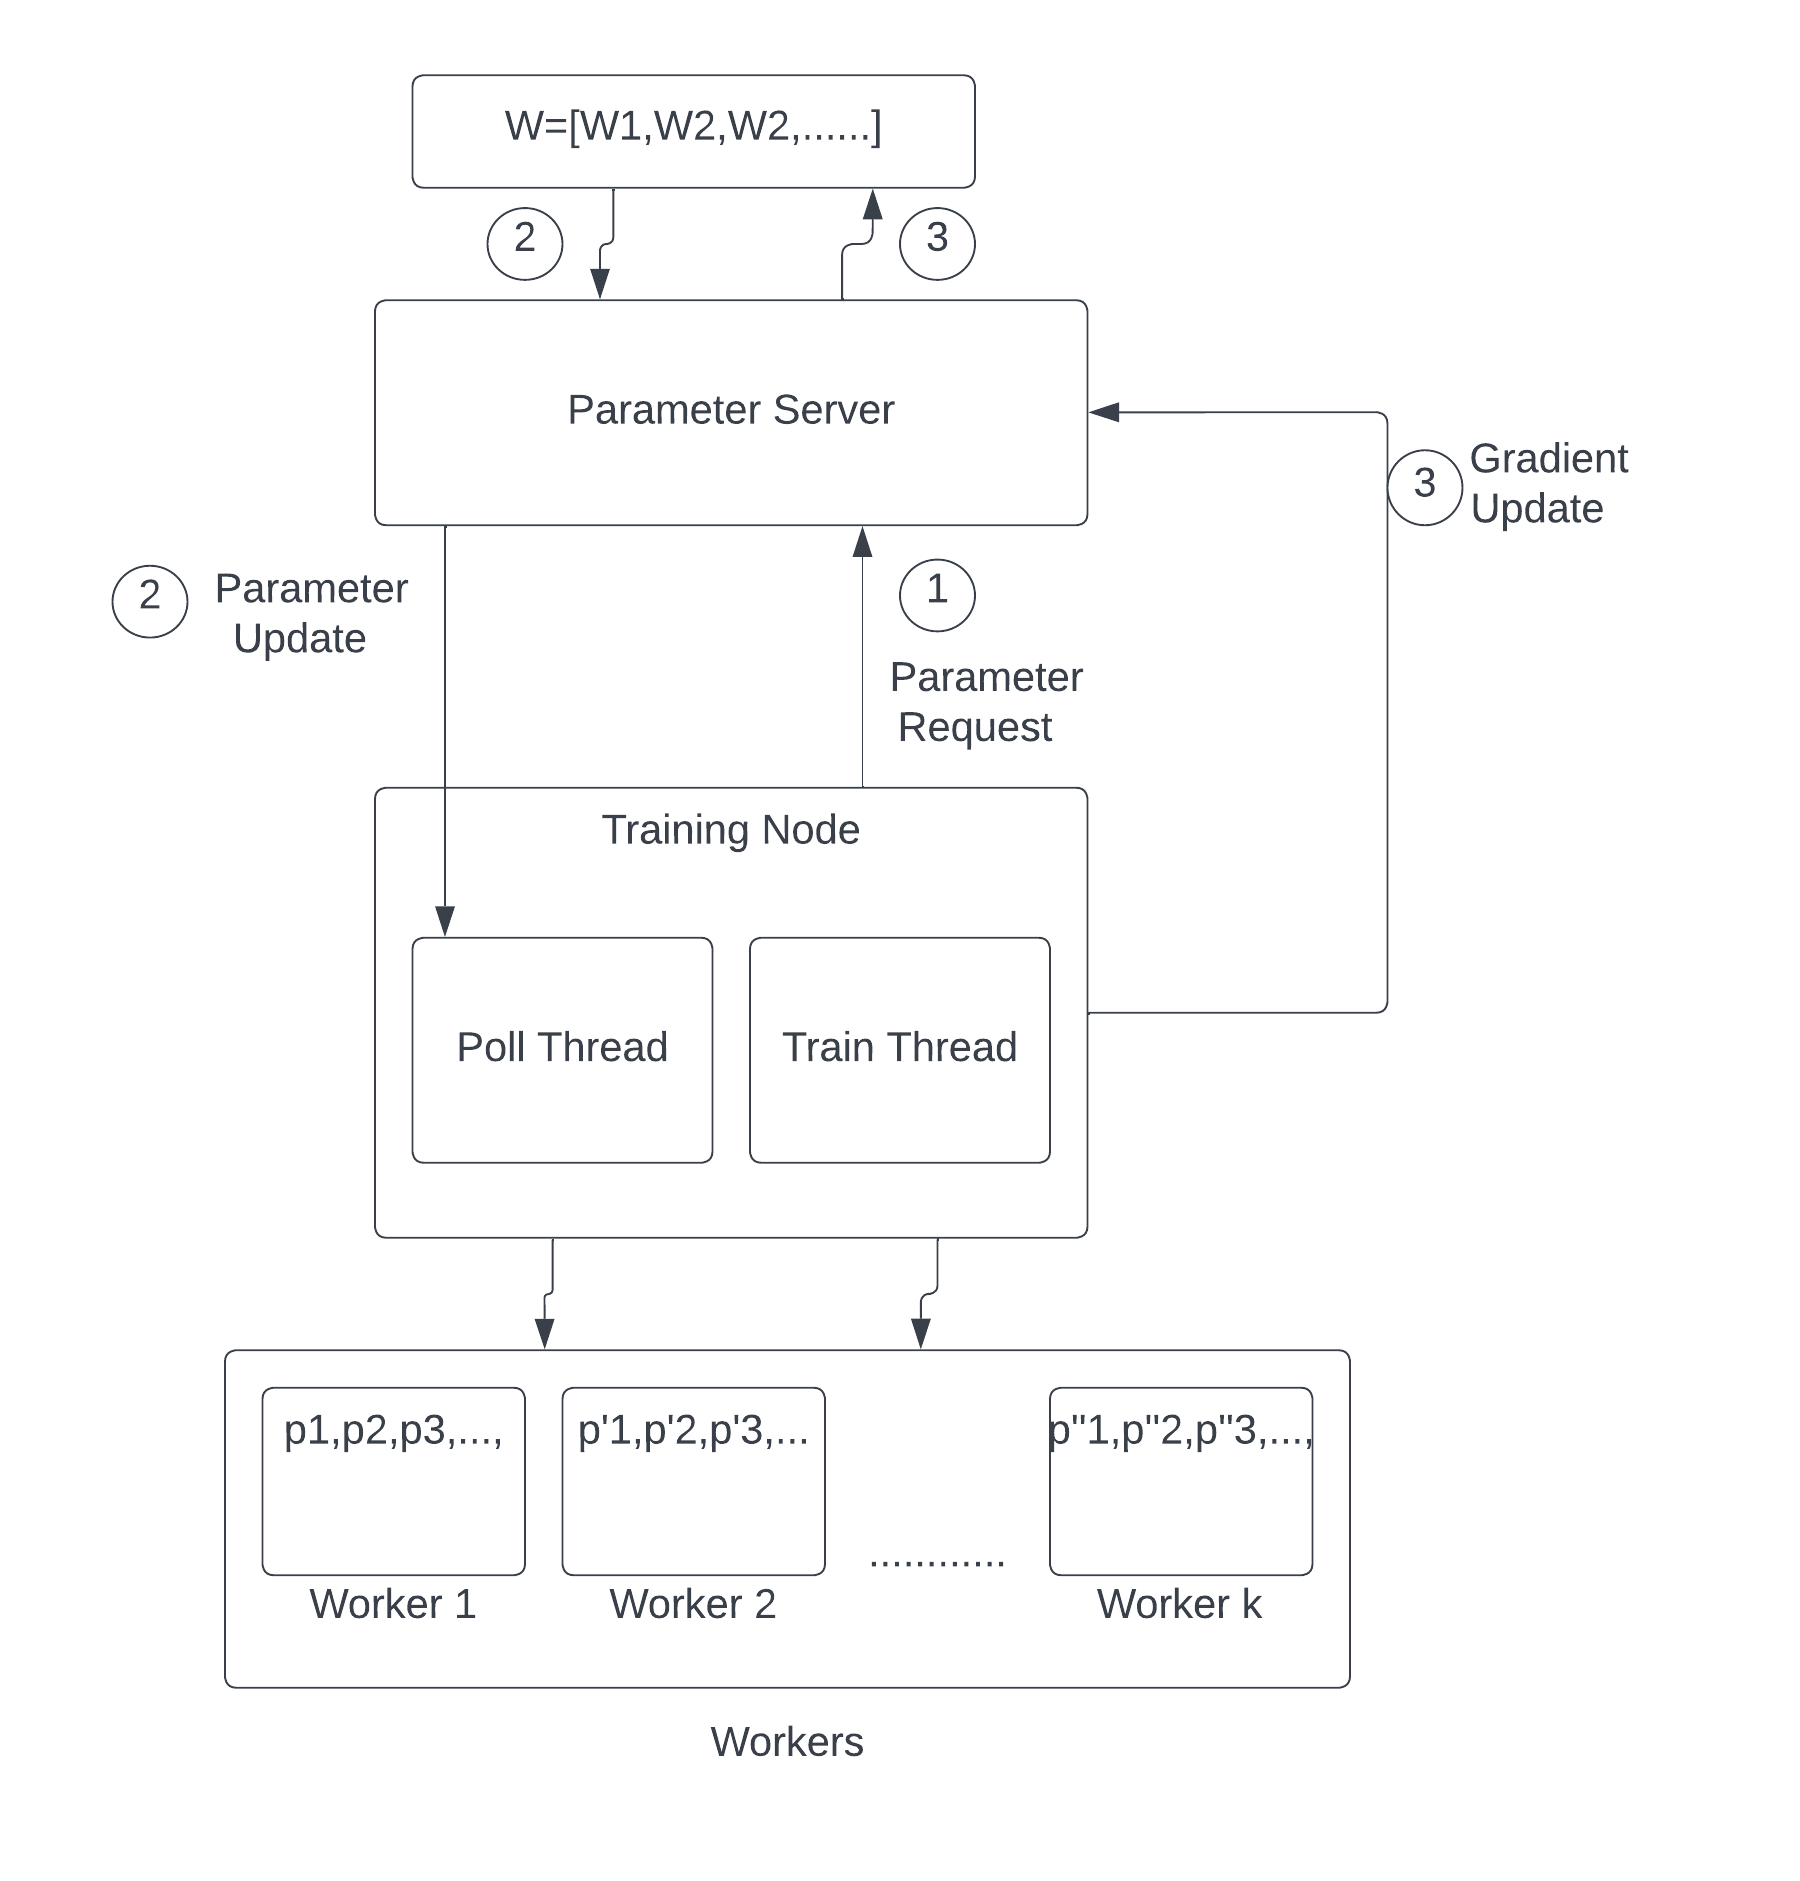 W=[W1,W2,W2,......]
2
3
Parameter Server
3
Gradient
Update
2
Parameter
Update
1
Parameter
Request
Training Node
Poll Thread
Train Thread
p1,p2,p3,...,
p'1,p'2,p'3,...
p"1,p"2,p"3,...,
............
Worker 1
Worker 2
Worker k
Workers